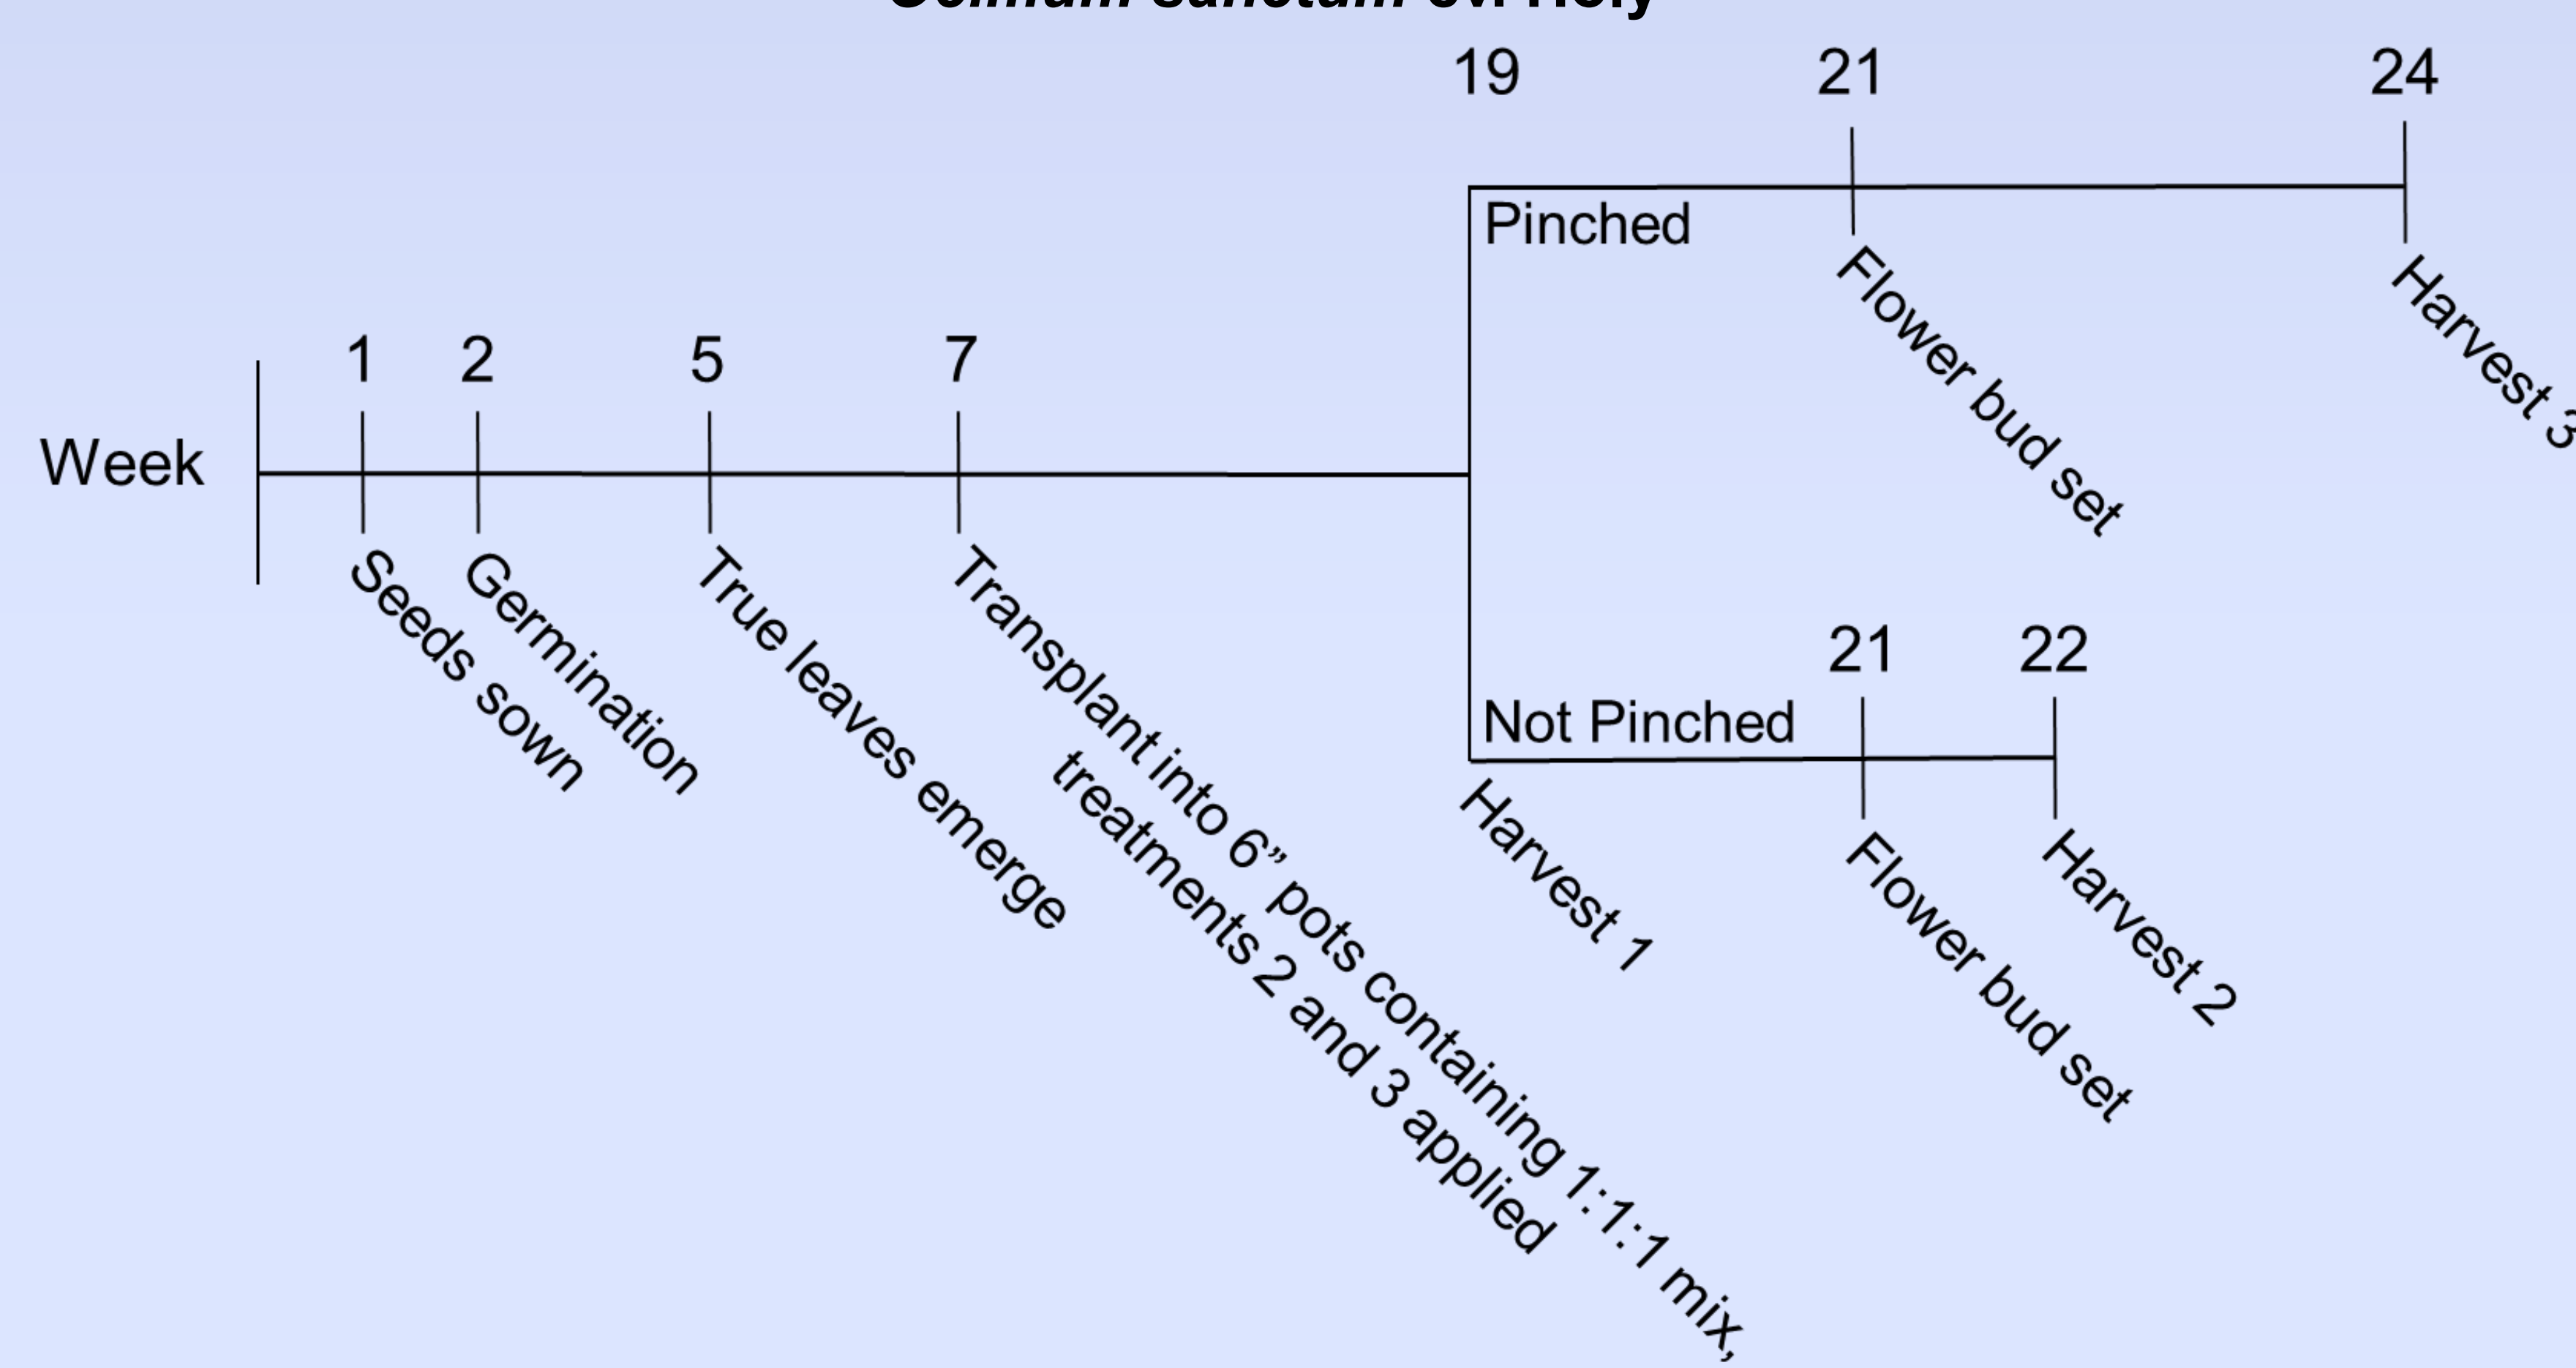 19 21 24
Pinched
Flower bud set
Harvest 3
1 2 5 7
Week
Seeds sown
Germination
True leaves emerge
Transplant into 6” pots containing 1:1:1 mix,
treatments 2 and 3 applied
21 22
Not Pinched
Harvest 1
Flower bud set
Harvest 2